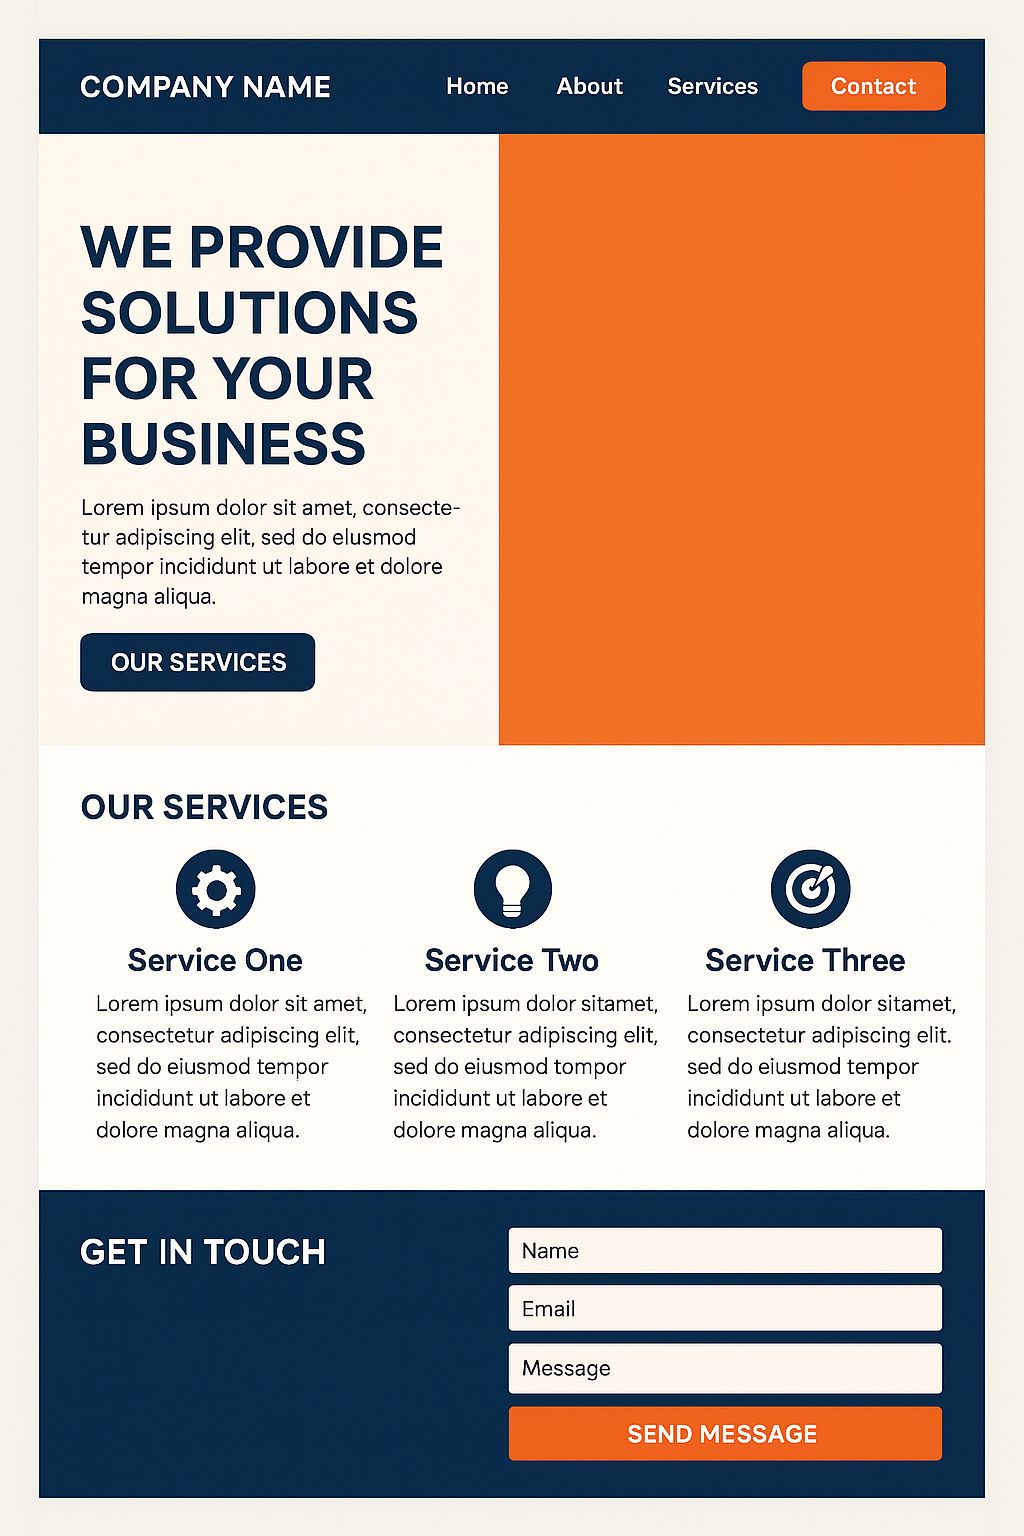 COMPANY NAME
Home About Services Contact
WE PROVIDE
SOLUTIONS
FOR YOUR
BUSINESS
Lorem ipsum dolor sit amet, consecte-
tur adipiscing elit, sed do elusmod
tempor incididunt ut labore et dolore
magna aliqua.
OUR SERVICES
OUR SERVICES
Service One
Lorem ipsum dolor sit amet,
consectetur adipiscing elit,
sed do eiusmod tempor
incididunt ut labore et
dolore magna aliqua.
Service Two
Lorem ipsum dolor sitamet,
consectetur adipiscing elit,
sed do eiusmod tompor
incididunt ut labore et
dolore magna aliqua.
Service Three
Lorem ipsum dolor sitamet,
consectetur adipiscing elit.
sed do eiusmod tempor
incididunt ut labore et
dolore magna aliqua.
GET IN TOUCH
Name
Email
Message
SEND MESSAGE